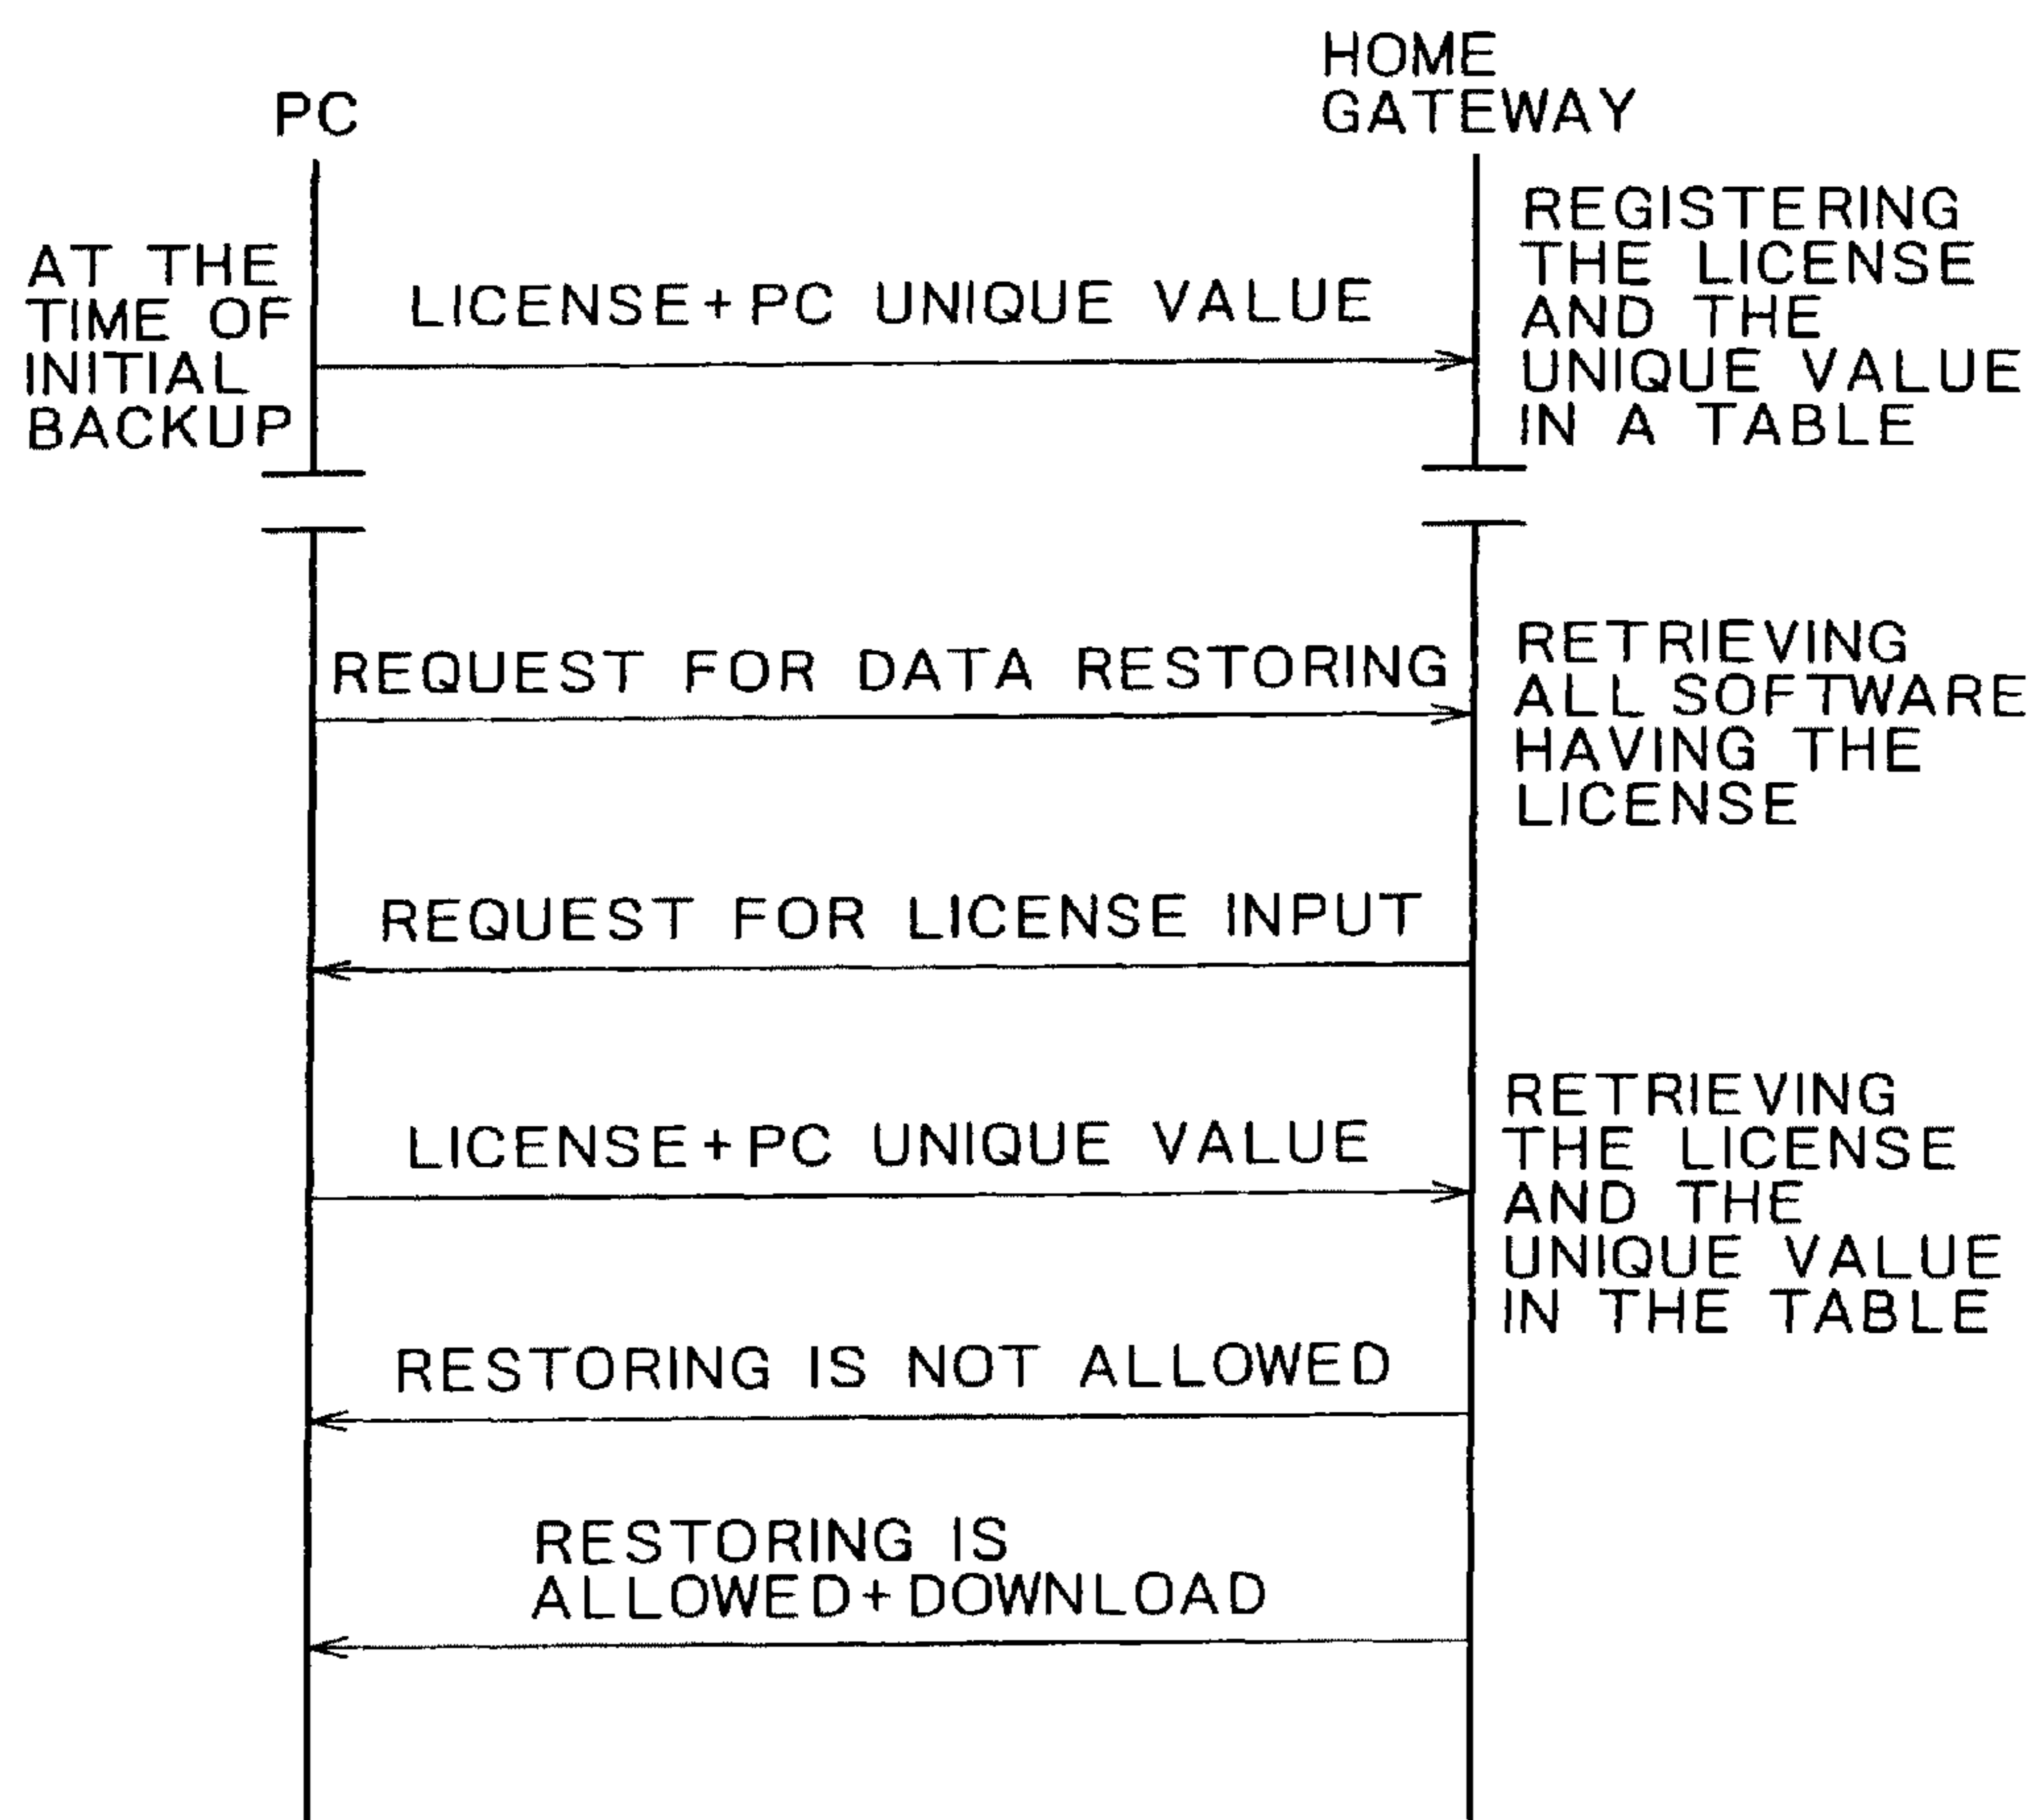 PC
HOME
GATEWAY
AT THE
TIME OF
INITIAL
BACKUP
LICENSE+PC UNIQUE VALUE
REGISTERING
THE LICENSE
AND THE
UNIQUE VALUE
IN A TABLE
REQUEST FOR DATA RESTORING
RETRIEVING
ALL SOFTWARE
HAVING THE
LICENSE
REQUEST FOR LICENSE INPUT
LICENSE+PC UNIQUE VALUE
RETRIEVING
THE LICENSE
AND THE
UNIQUE VALUE
IN THE TABLE
RESTORING IS NOT ALLOWED
RESTORING IS
ALLOWED+DOWNLOAD